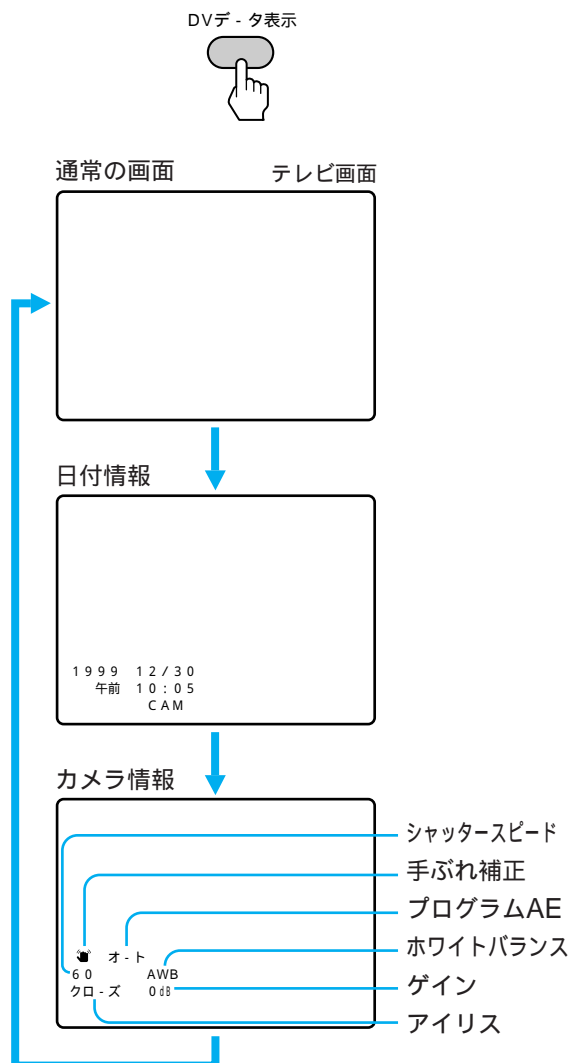 DVデ - タ表示
通常の画面 テレビ画面
日付情報
1999 12/30
午前 10:05
CAM
カメラ情報
オ - ト
60 AWB
クロ - ズ 0dB
シャッタースピード
手ぶれ補正
プログラムAE
ホワイトバランス
ゲイン
アイリス